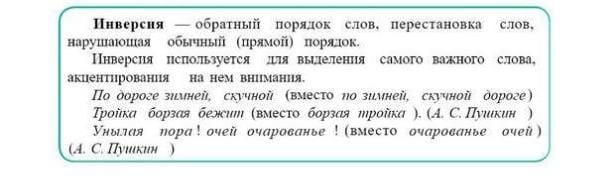 Инверсия — обратный порядок слов, перестановка слов,
нарушающая обычный (прямой) порядок.
Инверсия используется для выделения самого важного слова,
акцентирования на нем внимания.
По дороге зимней, скучной (вместо по зимней, скучной дороге)
Тройка борзая бежит (вместо борзая тройка ). (А. С. Пушкин )
Унылая пора ! очей очарованье ! (вместо очарованье очей )
(А. С. Пушкин )